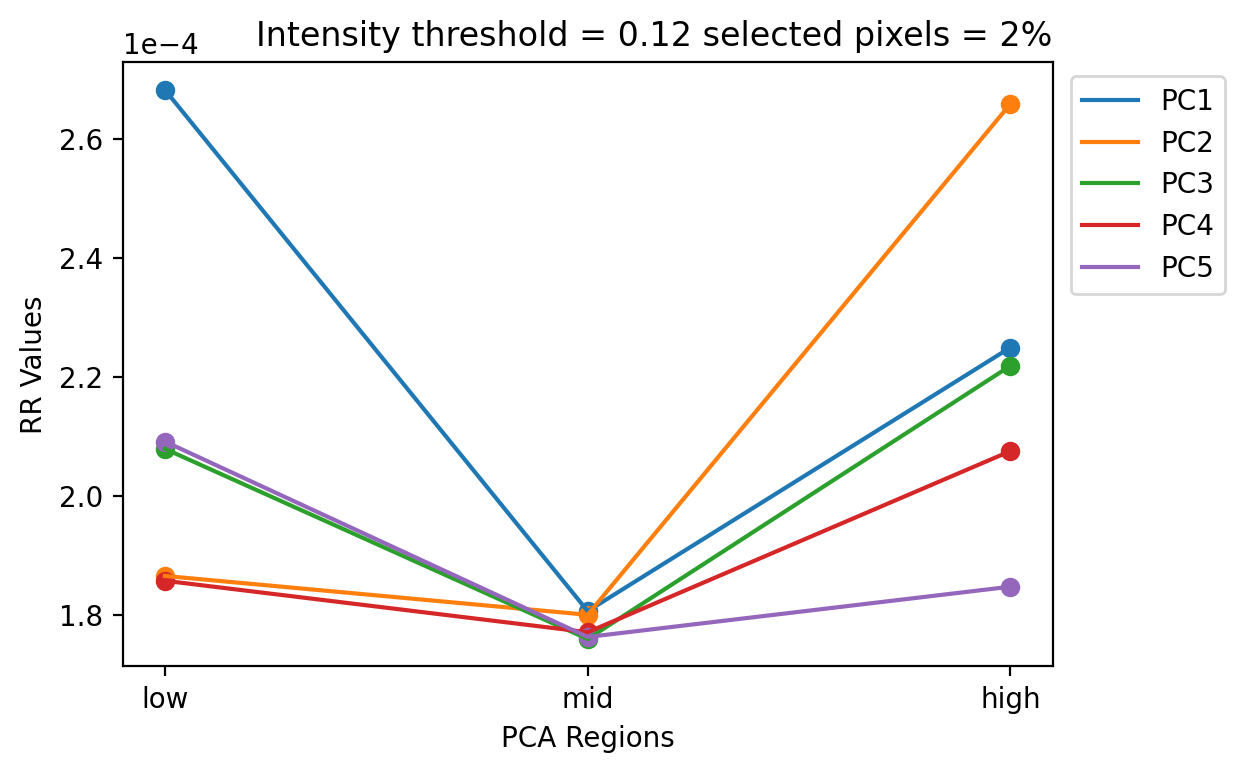 Intensity threshold = 0.12 selected pixels = 2%
1e−4
2.6
2.4
2.2
2.0
1.8
RR Values
low
mid
high
PCA Regions
PC1
PC2
PC3
PC4
PC5